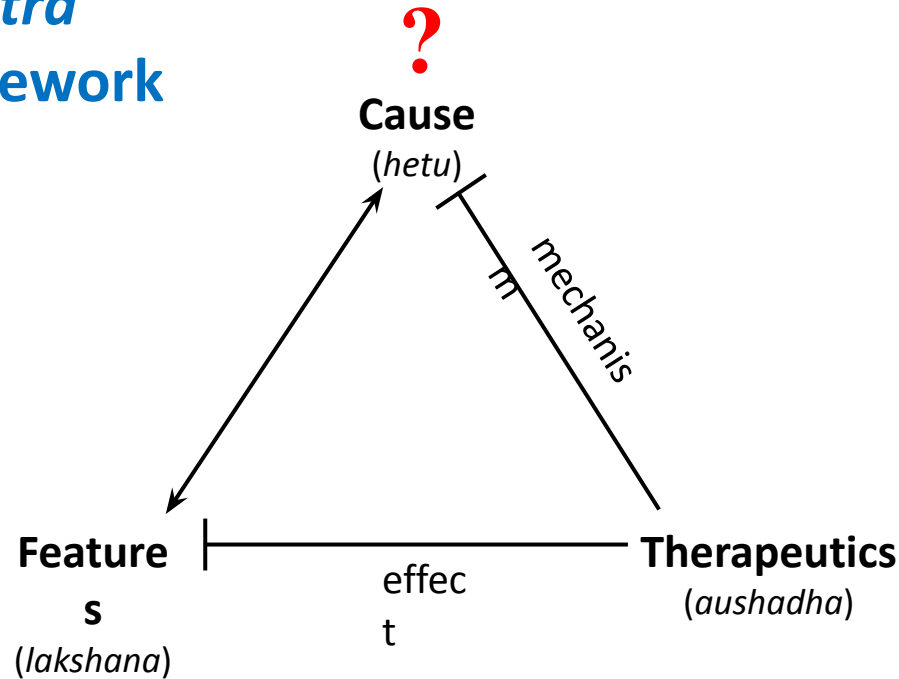 tra
ework
?
Cause
(hetu)
mechanis
m
Feature
s
(lakshana)
effec
t
Therapeutics
(aushadha)